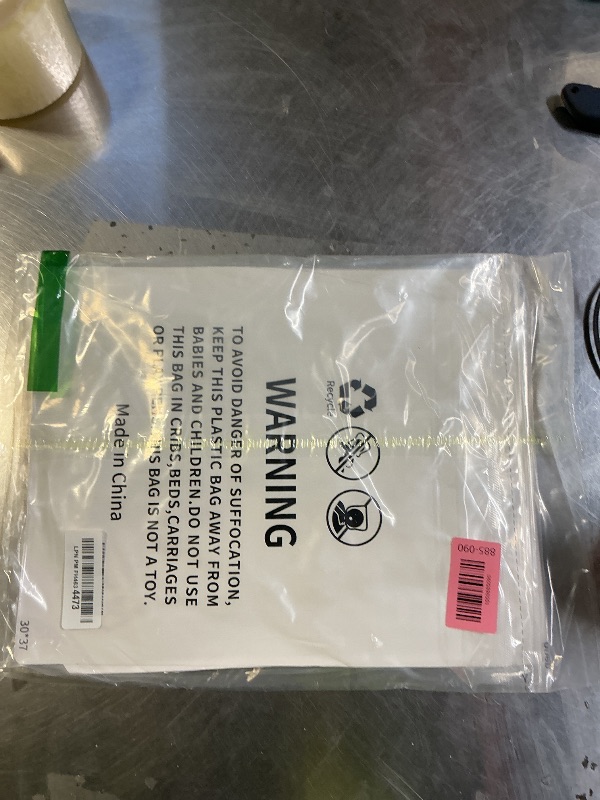 Recycle
WARNING
TO AVOID DANGER OF SUFFOCATION,
KEEP THIS PLASTIC BAG AWAY FROM
BABIES AND CHILDREN.DO NOT USE
THIS BAG IN CRIBS,BEDS,CARRIAGES
OR BAG IS NOT A TOY.
Made in China
4473
30*37
885-090